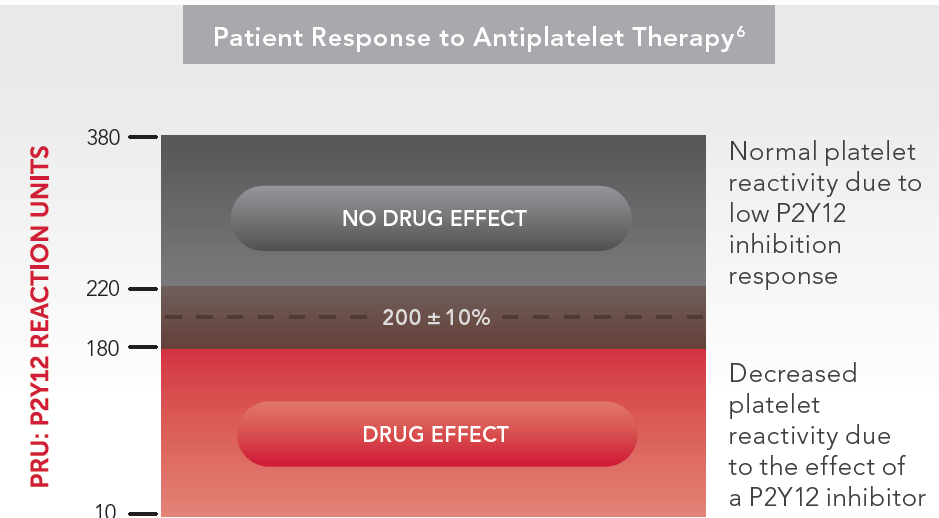 Patient Response to Antiplatelet Therapy⁶
PRU: P2Y12 REACTION UNITS
380
NO DRUG EFFECT
Normal platelet
reactivity due to
low P2Y12
inhibition
response
220
200 ± 10%
180
DRUG EFFECT
Decreased
platelet
reactivity due
to the effect of
a P2Y12 inhibitor
10